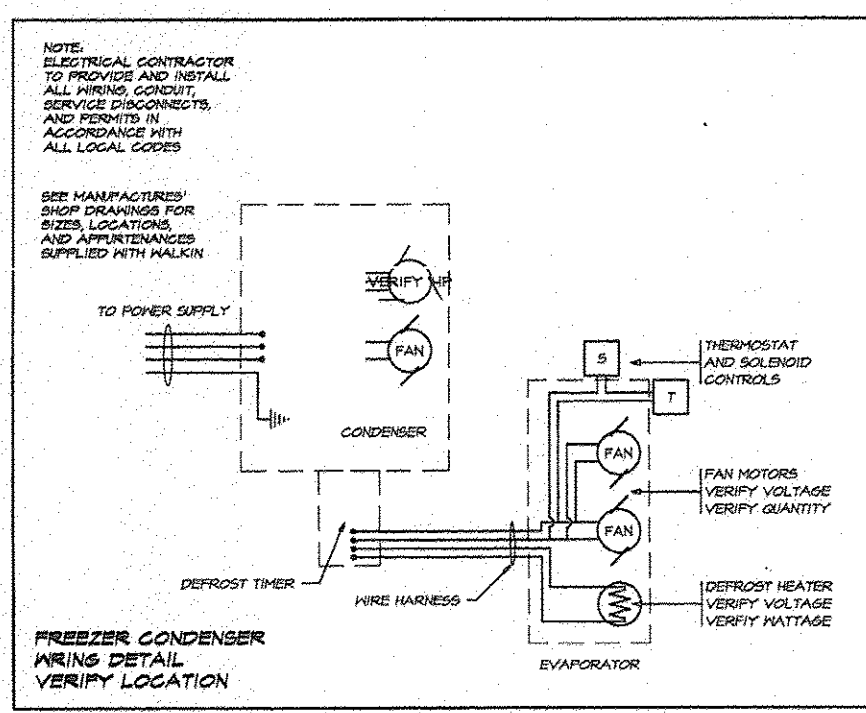 NOTE:
ELECTRICAL CONTRACTOR
TO PROVIDE AND INSTALL
ALL WIRING, CONDUIT,
SERVICE DISCONNECTS,
AND PERMITS IN
ACCORDANCE WITH
ALL LOCAL CODES
SEE MANUFACTURES'
SHOP DRAWINGS FOR
SIZES, LOCATIONS,
AND APPURTENANCES
SUPPLIED WITH WALKIN
VERIFY HP
TO POWER SUPPLY
FAN
CONDENSER
S
THERMOSTAT
AND SOLENOID
CONTROLS
T
FAN
FAN MOTORS
VERIFY VOLTAGE
VERIFY QUANTITY
FAN
DEFROST TIMER
WIRE HARNESS
DEFROST HEATER
VERIFY VOLTAGE
VERFIY WATTAGE
EVAPORATOR
FREEZER CONDENSER
WRING DETAIL
VERIFY LOCATION